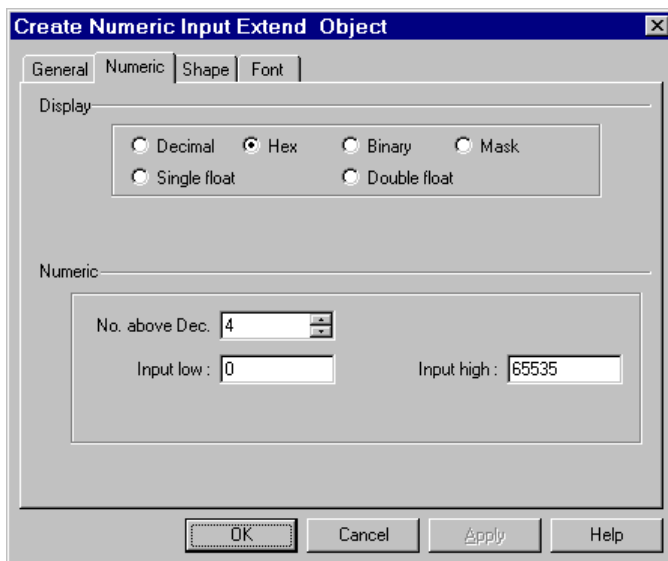 Create Numeric Input Extend  Object
General Numeric Shape Font
Display
Decimal Hex Binary Mask
Single float Double float
Numeric
No. above Dec. 4
Input low : 0 Input high : 65535
OK Cancel Apply Help